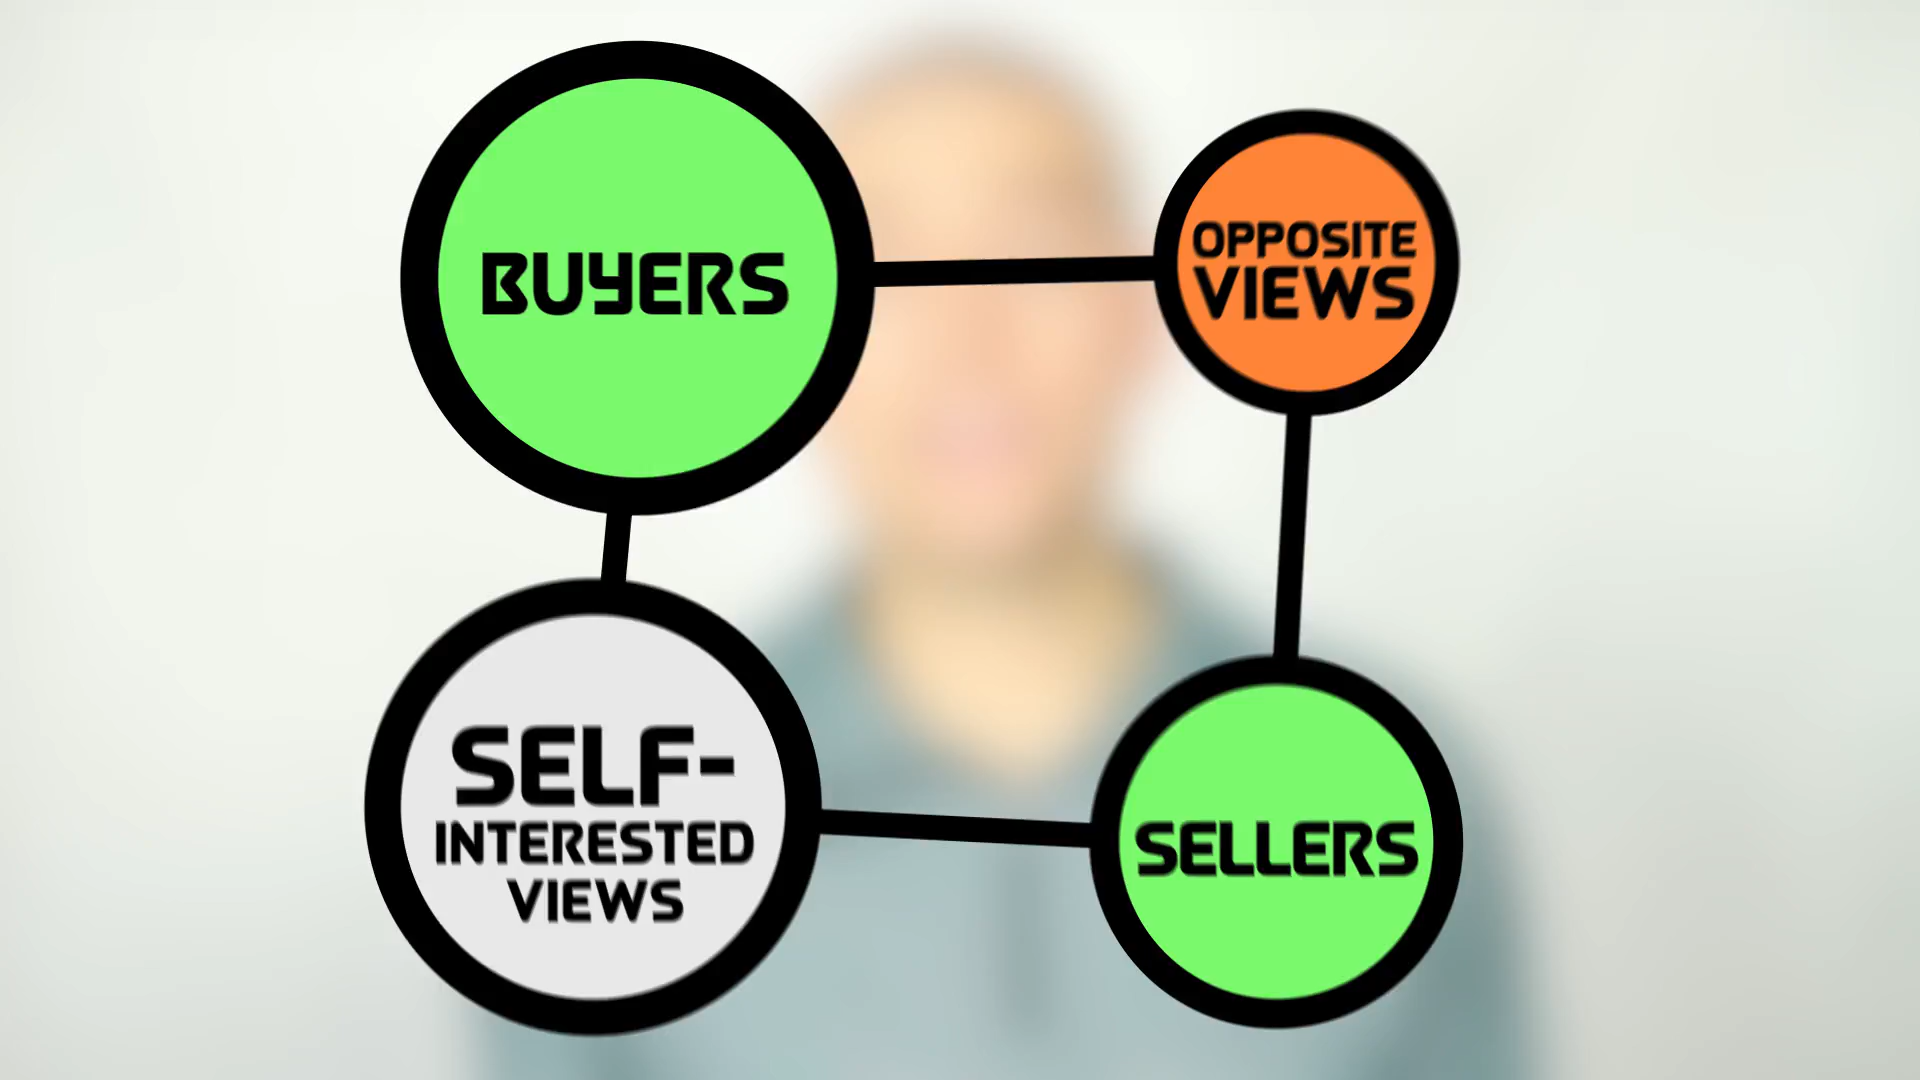 BUYERS
OPPOSITE
VIEWS
SELF-
INTERESTED
VIEWS
SELLERS